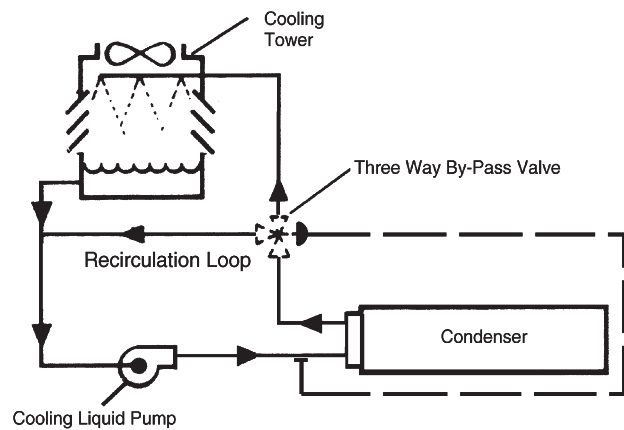 Cooling
Tower
Three Way By-Pass Valve
Recirculation Loop
Condenser
Cooling Liquid Pump